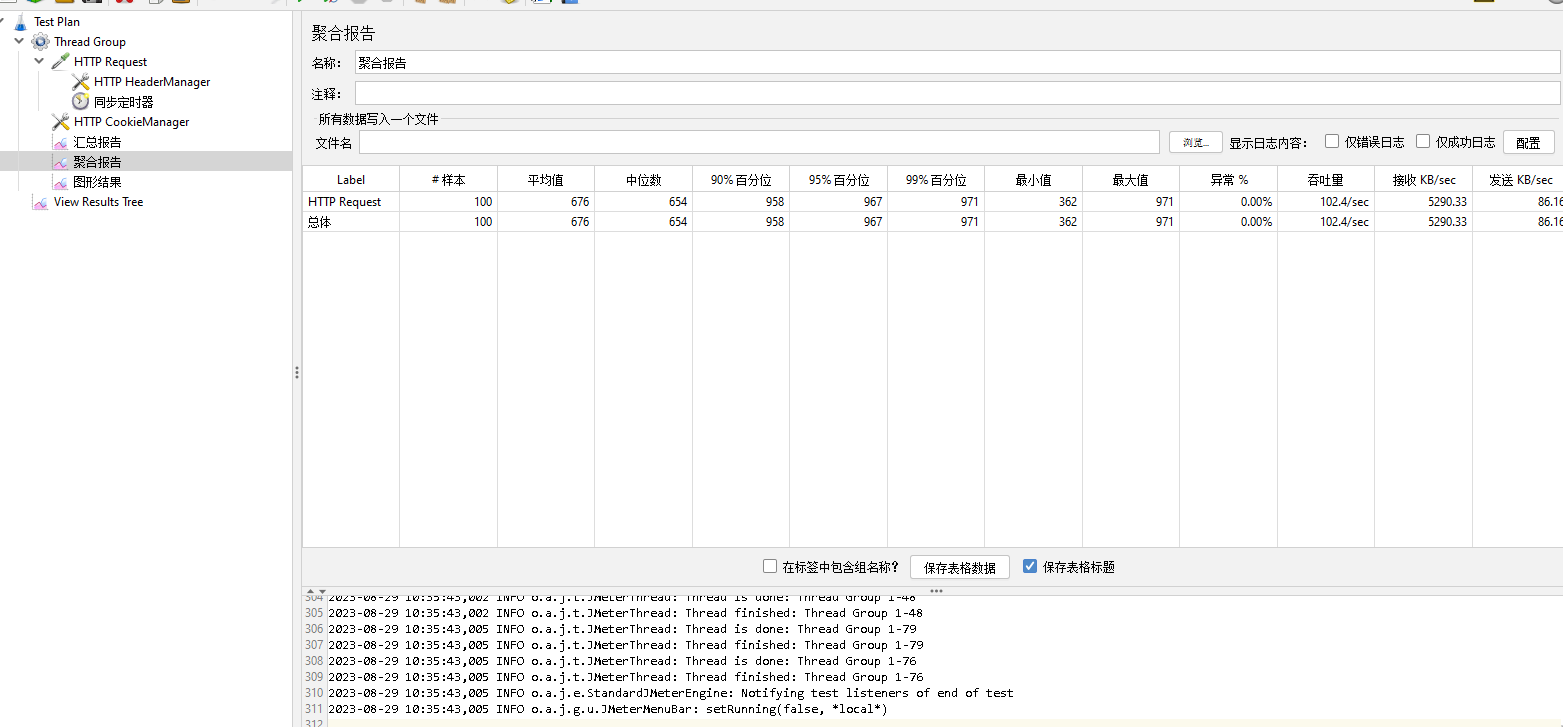 Test Plan
Thread Group
HTTP Request
HTTP HeaderManager
同步定时器
HTTP CookieManager
汇总报告
聚合报告
图形结果
View Results Tree
聚合报告
名称: 聚合报告
注释:
所有数据写入一个文件
文件名 浏览... 显示日志内容: 仅错误日志 仅成功日志 配置
Label # 样本 平均值 中位数 90% 百分位 95% 百分位 99% 百分位 最小值 最大值 异常 % 吞吐量 接收 KB/sec 发送 KB/sec
HTTP Request 100 676 654 958 967 971 362 971 0.00% 102.4/sec 5290.33 86.16
总体 100 676 654 958 967 971 362 971 0.00% 102.4/sec 5290.33 86.16
在标签中包含组名称? 保存表格数据 保存表格标题
304 2023-08-29 10:35:43,002 INFO o.a.j.t.JMeterThread: Thread is done: Thread Group 1-48
305 2023-08-29 10:35:43,002 INFO o.a.j.t.JMeterThread: Thread finished: Thread Group 1-48
306 2023-08-29 10:35:43,005 INFO o.a.j.t.JMeterThread: Thread is done: Thread Group 1-79
307 2023-08-29 10:35:43,005 INFO o.a.j.t.JMeterThread: Thread finished: Thread Group 1-79
308 2023-08-29 10:35:43,005 INFO o.a.j.t.JMeterThread: Thread is done: Thread Group 1-76
309 2023-08-29 10:35:43,005 INFO o.a.j.t.JMeterThread: Thread finished: Thread Group 1-76
310 2023-08-29 10:35:43,005 INFO o.a.j.e.StandardJMeterEngine: Notifying test listeners of end of test
311 2023-08-29 10:35:43,005 INFO o.a.j.g.u.JMeterMenuBar: setRunning(false, *local*)
312